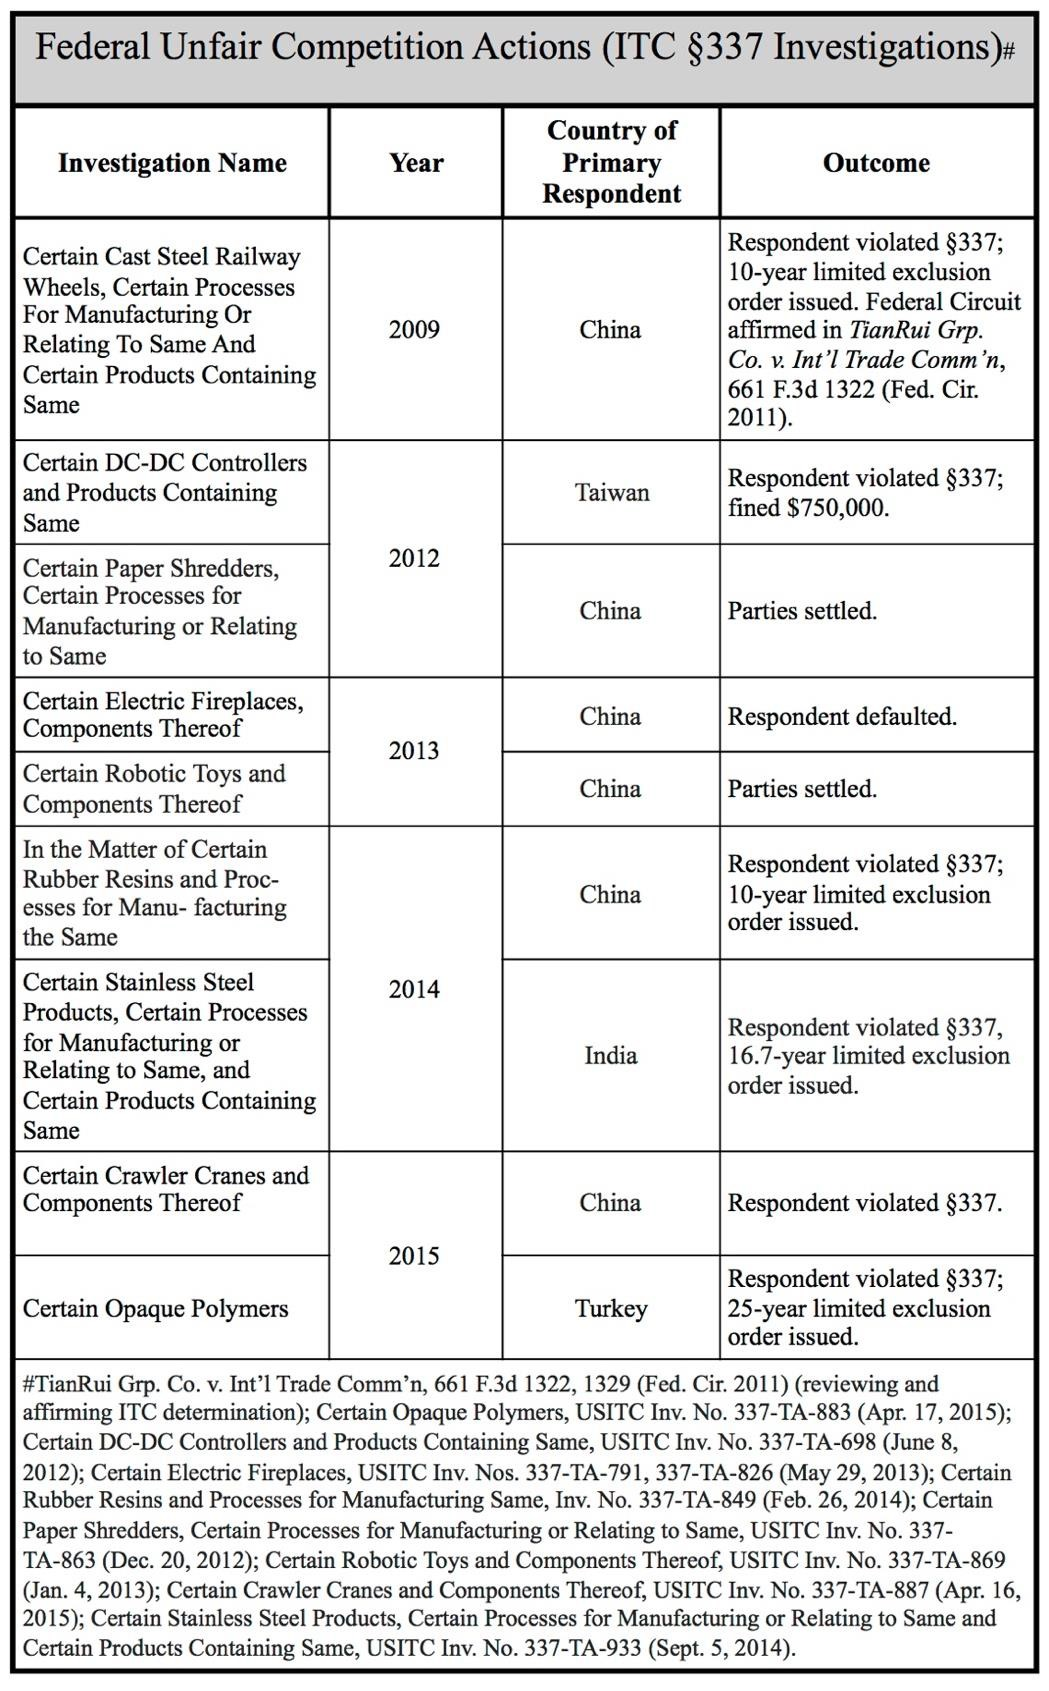 Federal Unfair Competition Actions (ITC §337 Investigations)#
Investigation Name
Year
Country of
Primary
Respondent
Outcome
Certain Cast Steel Railway
Wheels, Certain Processes
For Manufacturing Or
Relating To Same And
Certain Products Containing
Same
2009
China
Respondent violated §337;
10-year limited exclusion
order issued. Federal Circuit
affirmed in TianRui Grp.
Co. v. Int’l Trade Comm’n,
661 F.3d 1322 (Fed. Cir.
2011).
Certain DC-DC Controllers
and Products Containing
Same
2012
Taiwan
Respondent violated §337;
fined $750,000.
Certain Paper Shredders,
Certain Processes for
Manufacturing or Relating
to Same
China
Parties settled.
Certain Electric Fireplaces,
Components Thereof
2013
China
Respondent defaulted.
Certain Robotic Toys and
Components Thereof
China
Parties settled.
In the Matter of Certain
Rubber Resins and Proc-
esses for Manu- facturing
the Same
2014
China
Respondent violated §337;
10-year limited exclusion
order issued.
Certain Stainless Steel
Products, Certain Processes
for Manufacturing or
Relating to Same, and
Certain Products Containing
Same
India
Respondent violated §337,
16.7-year limited exclusion
order issued.
Certain Crawler Cranes and
Components Thereof
2015
China
Respondent violated §337.
Certain Opaque Polymers
Turkey
Respondent violated §337;
25-year limited exclusion
order issued.
#TianRui Grp. Co. v. Int’l Trade Comm’n, 661 F.3d 1322, 1329 (Fed. Cir. 2011) (reviewing and
affirming ITC determination); Certain Opaque Polymers, USITC Inv. No. 337-TA-883 (Apr. 17, 2015);
Certain DC-DC Controllers and Products Containing Same, USITC Inv. No. 337-TA-698 (June 8,
2012); Certain Electric Fireplaces, USITC Inv. Nos. 337-TA-791, 337-TA-826 (May 29, 2013); Certain
Rubber Resins and Processes for Manufacturing Same, Inv. No. 337-TA-849 (Feb. 26, 2014); Certain
Paper Shredders, Certain Processes for Manufacturing or Relating to Same, USITC Inv. No. 337-
TA-863 (Dec. 20, 2012); Certain Robotic Toys and Components Thereof, USITC Inv. No. 337-TA-869
(Jan. 4, 2013); Certain Crawler Cranes and Components Thereof, USITC Inv. No. 337-TA-887 (Apr. 16,
2015); Certain Stainless Steel Products, Certain Processes for Manufacturing or Relating to Same and
Certain Products Containing Same, USITC Inv. No. 337-TA-933 (Sept. 5, 2014).